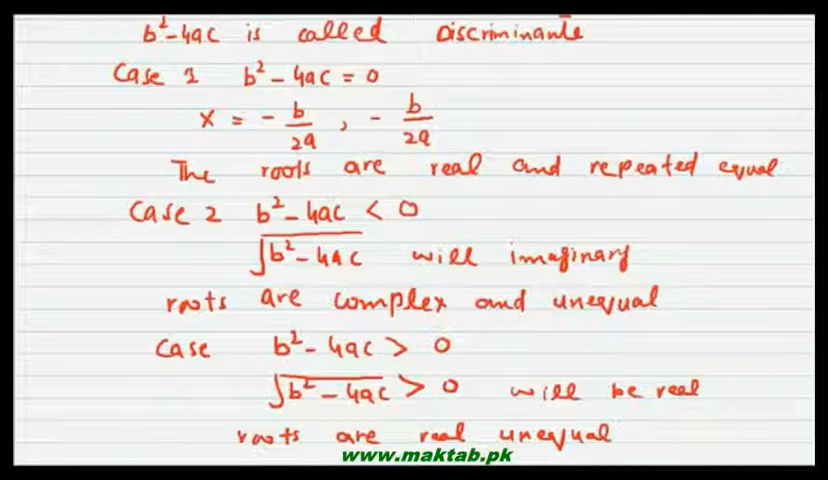 b²-4ac is called Discriminante
Case 1 b²-4ac = 0
x = - b/2a , - b/2a
The roots are real and repeated equal
Case 2 b²-4ac < 0
√b²-4ac will imaginary
roots are complex and unequal
Case b²-4ac > 0
√b²-4ac > 0 will be real
roots are real unequal
www.maktab.pk